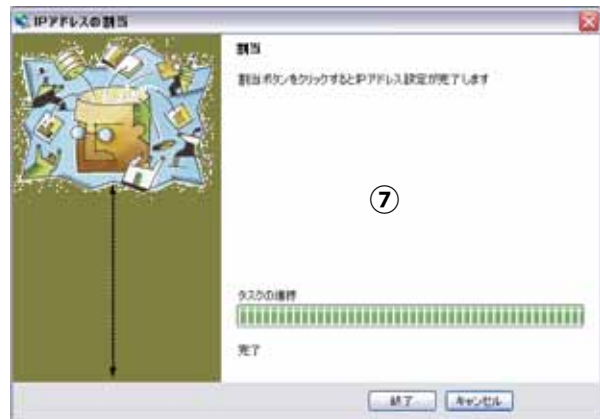 IPアドレスの割当
割当
割当ボタンをクリックするとIPアドレス設定が完了します
⑦
タスクの進捗
完了
終了 キャンセル